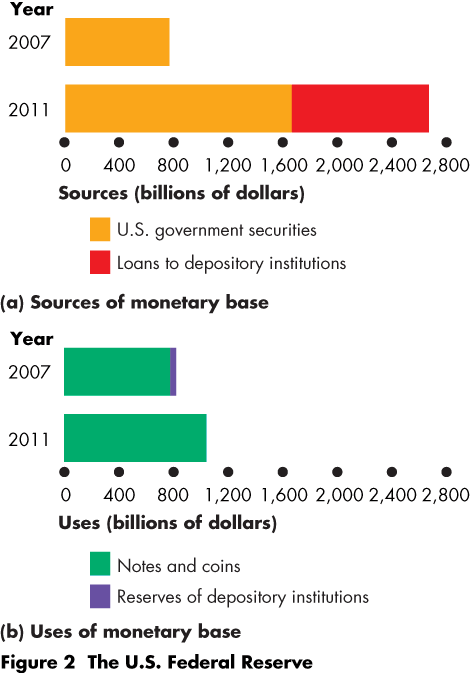 Year
2007
2011
0 400 800 1,200 1,600 2,000 2,400 2,800
Sources (billions of dollars)
U.S. government securities
Loans to depository institutions
(a) Sources of monetary base
Year
2007
2011
0 400 800 1,200 1,600 2,000 2,400 2,800
Uses (billions of dollars)
Notes and coins
Reserves of depository institutions
(b) Uses of monetary base
Figure 2 The U.S. Federal Reserve